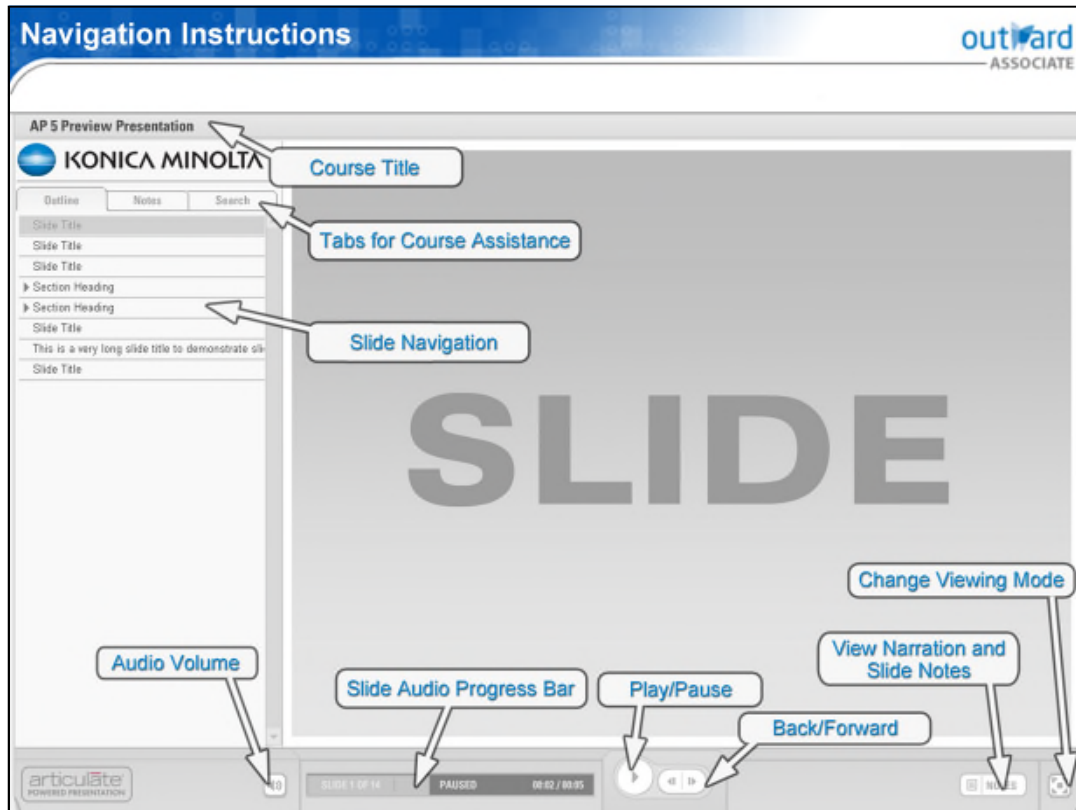 Navigation Instructions
outward
ASSOCIATE
AP 5 Preview Presentation
KONICA MINOLTA
Course Title
Outline Notes Search
Tabs for Course Assistance
Slide Title
Slide Title
Slide Title
Section Heading
Section Heading
Slide Title
This is a very long slide title to demonstrate sli
Slide Title
Slide Navigation
SLIDE
Change Viewing Mode
View Narration and
Slide Notes
Audio Volume
Slide Audio Progress Bar
Play/Pause
Back/Forward
articulate
POWERED PRESENTATION
SLIDE 1 OF 14 PAUSED 00:02 / 00:05
NOTES